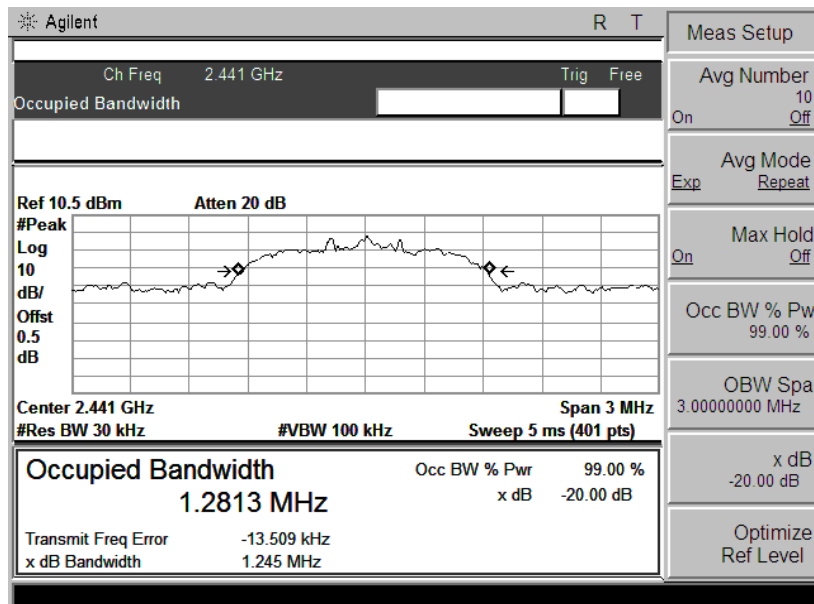 Agilent R T
Ch Freq 2.441 GHz Trig Free
Occupied Bandwidth
Ref 10.5 dBm Atten 20 dB
#Peak
Log
10
dB/
Offst
0.5
dB
Center 2.441 GHz Span 3 MHz
#Res BW 30 kHz #VBW 100 kHz Sweep 5 ms (401 pts)
Occupied Bandwidth Occ BW % Pwr 99.00 %
1.2813 MHz x dB -20.00 dB
Transmit Freq Error -13.509 kHz
x dB Bandwidth 1.245 MHz
Meas Setup
Avg Number
10
On Off
Avg Mode
Exp Repeat
Max Hold
On Off
Occ BW % Pw
99.00 %
OBW Spa
3.00000000 MHz
x dB
-20.00 dB
Optimize
Ref Level